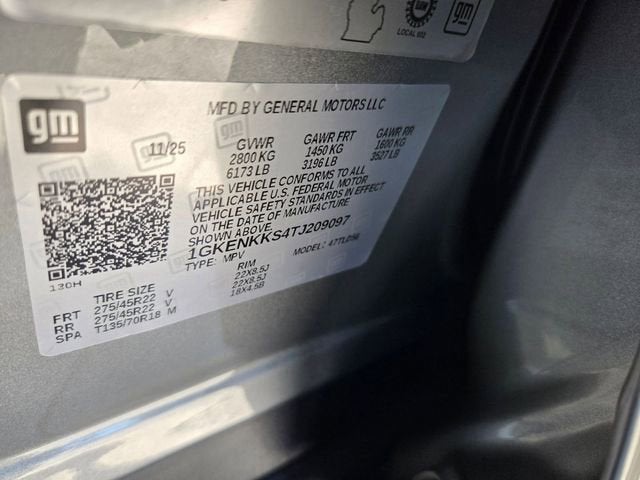 LOCAL 602
gm
gm
MFD BY GENERAL MOTORS LLC
11/25
GVWR
2800 KG
6173 LB
GAWR FRT
1450 KG
3196 LB
GAWR RR
1600 KG
3527 LB
THIS VEHICLE CONFORMS TO ALL
APPLICABLE U.S. FEDERAL MOTOR
VEHICLE SAFETY STANDARDS IN EFFECT
ON THE DATE OF MANUFACTURE
SHOWN ABOVE
1GKENKKS4TJ209097
TYPE: MPV MODEL:
130H
TIRE SIZE RIM
FRT 275/45R22 V 22X8.5J
RR 275/45R22 V 22X8.5J
SPA T135/70R18 M 18X4.5B